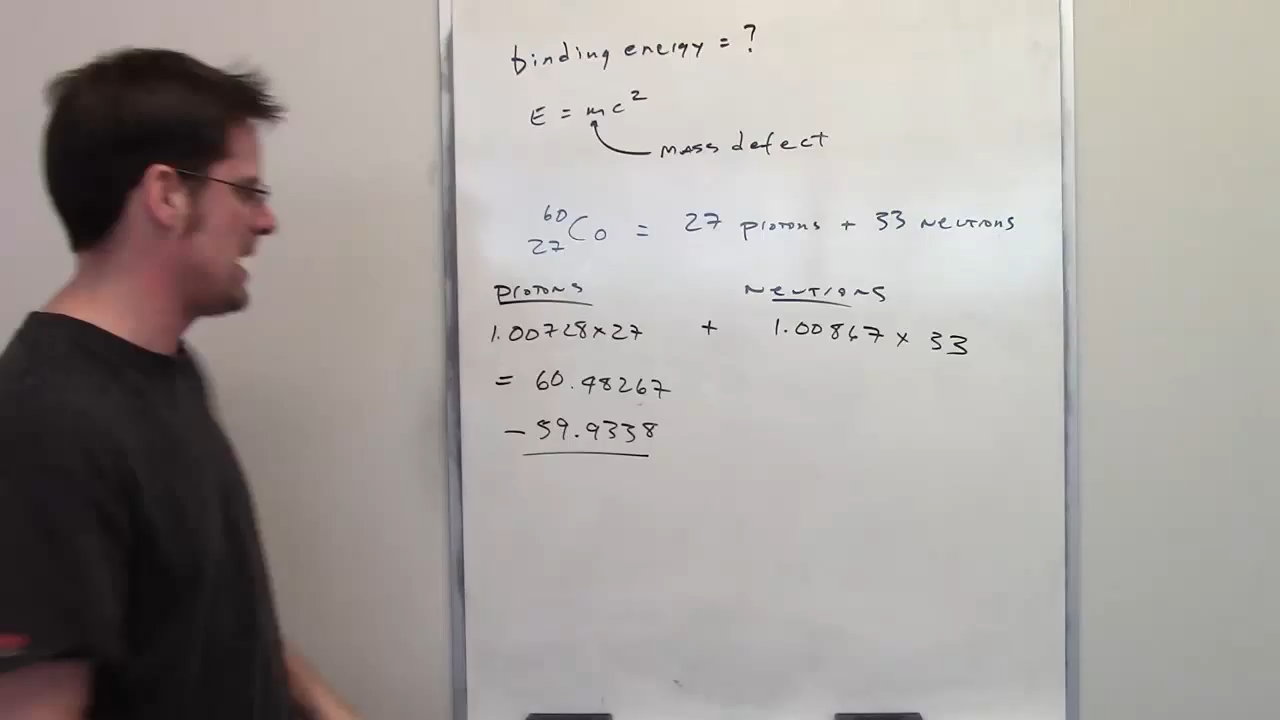 binding energy = ?
E = mc²
mass defect
⁶⁰₂₇Co = 27 protons + 33 neutrons
protons neutrons
1.00728 x 27 + 1.00867 x 33
= 60.48267
- 59.9338